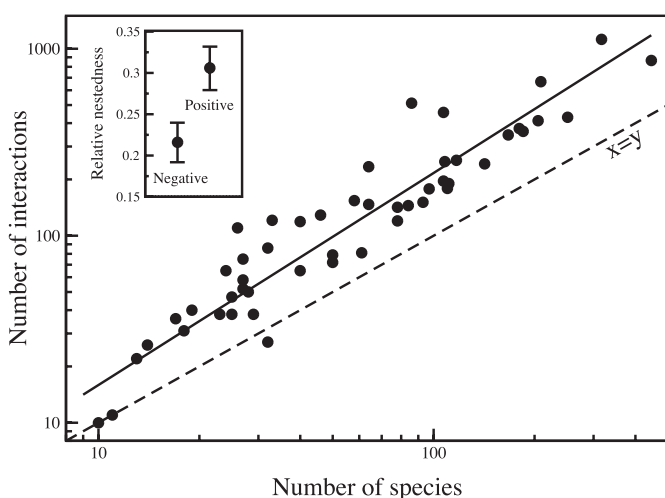 1000
100
10
10
100
Number of interactions
Number of species
x=y
0.35
0.3
0.25
0.2
0.15
Relative nestedness
Positive
Negative